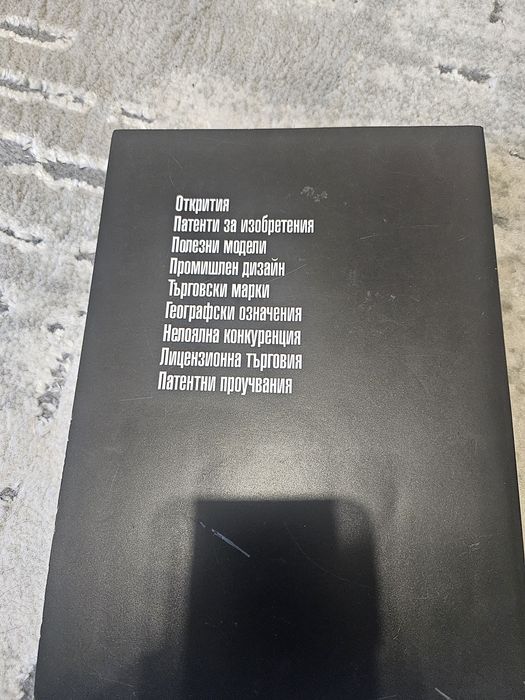 Открития
Патенти за изобретения
Полезни модели
Промишлен дизайн
Търговски марки
Географски означения
Нелоялна конкуренция
Лицензионна търговия
Патентни проучвания